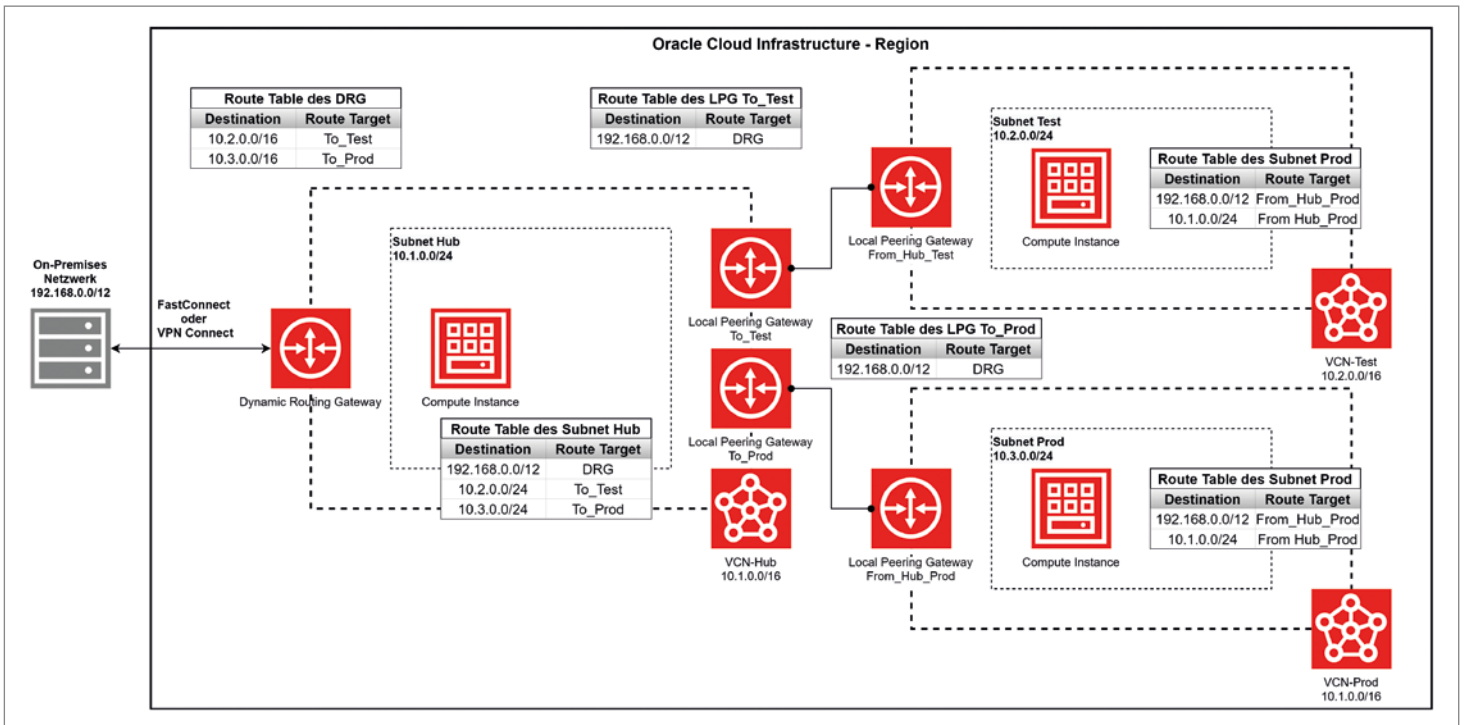 Oracle Cloud Infrastructure - Region
Route Table des DRG
Destination Route Target
10.2.0.0/16 To_Test
10.3.0.0/16 To_Prod
Route Table des LPG To_Test
Destination Route Target
192.168.0.0/12 DRG
Subnet Test
10.2.0.0/24
Compute Instance
Route Table des Subnet Prod
Destination Route Target
192.168.0.0/12 From_Hub_Prod
10.1.0.0/24 From Hub_Prod
Local Peering Gateway
From_Hub_Test
VCN-Test
10.2.0.0/16
On-Premises
Netzwerk
192.168.0.0/12
FastConnect
oder
VPN Connect
Dynamic Routing Gateway
Subnet Hub
10.1.0.0/24
Compute Instance
Route Table des Subnet Hub
Destination Route Target
192.168.0.0/12 DRG
10.2.0.0/24 To_Test
10.3.0.0/24 To_Prod
Local Peering Gateway
To_Test
Local Peering Gateway
To_Prod
VCN-Hub
10.1.0.0/16
Route Table des LPG To_Prod
Destination Route Target
192.168.0.0/12 DRG
Local Peering Gateway
From_Hub_Prod
Subnet Prod
10.3.0.0/24
Compute Instance
Route Table des Subnet Prod
Destination Route Target
192.168.0.0/12 From_Hub_Prod
10.1.0.0/24 From Hub_Prod
VCN-Prod
10.1.0.0/16